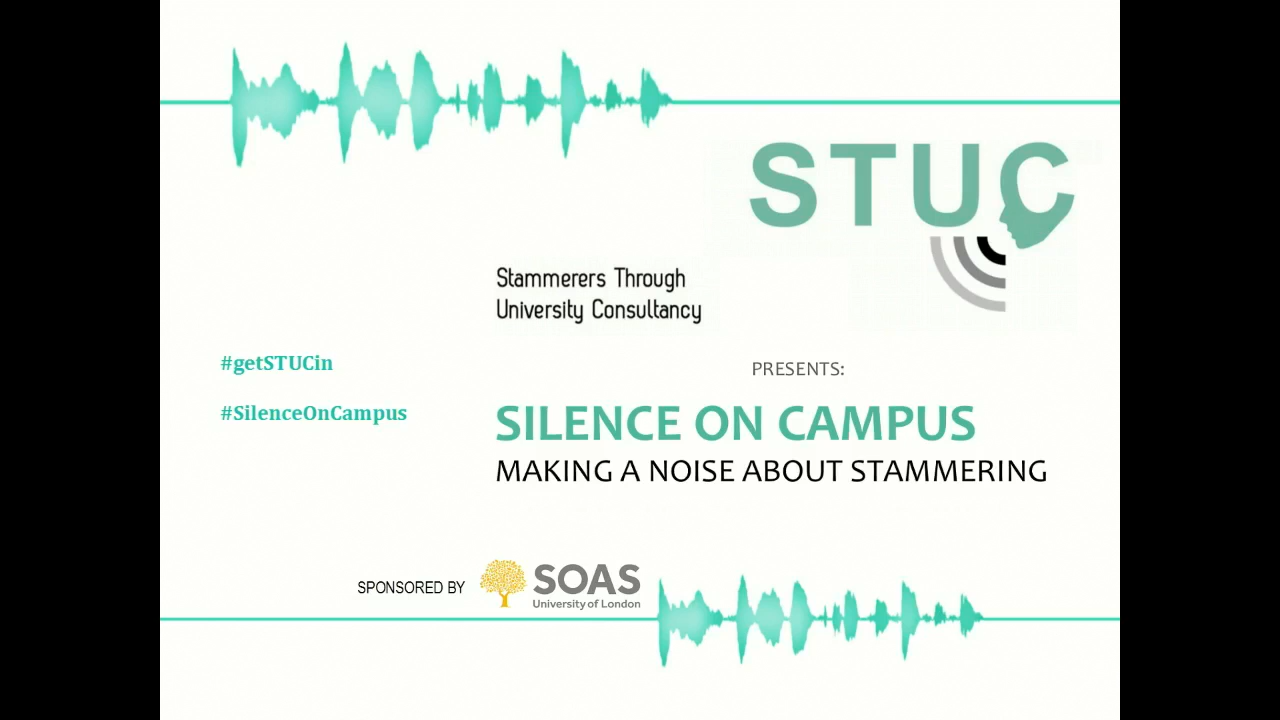 STUC
Stammerers Through
University Consultancy
#getSTUCin
#SilenceOnCampus
PRESENTS:
SILENCE ON CAMPUS
MAKING A NOISE ABOUT STAMMERING
SPONSORED BY
SOAS
University of London